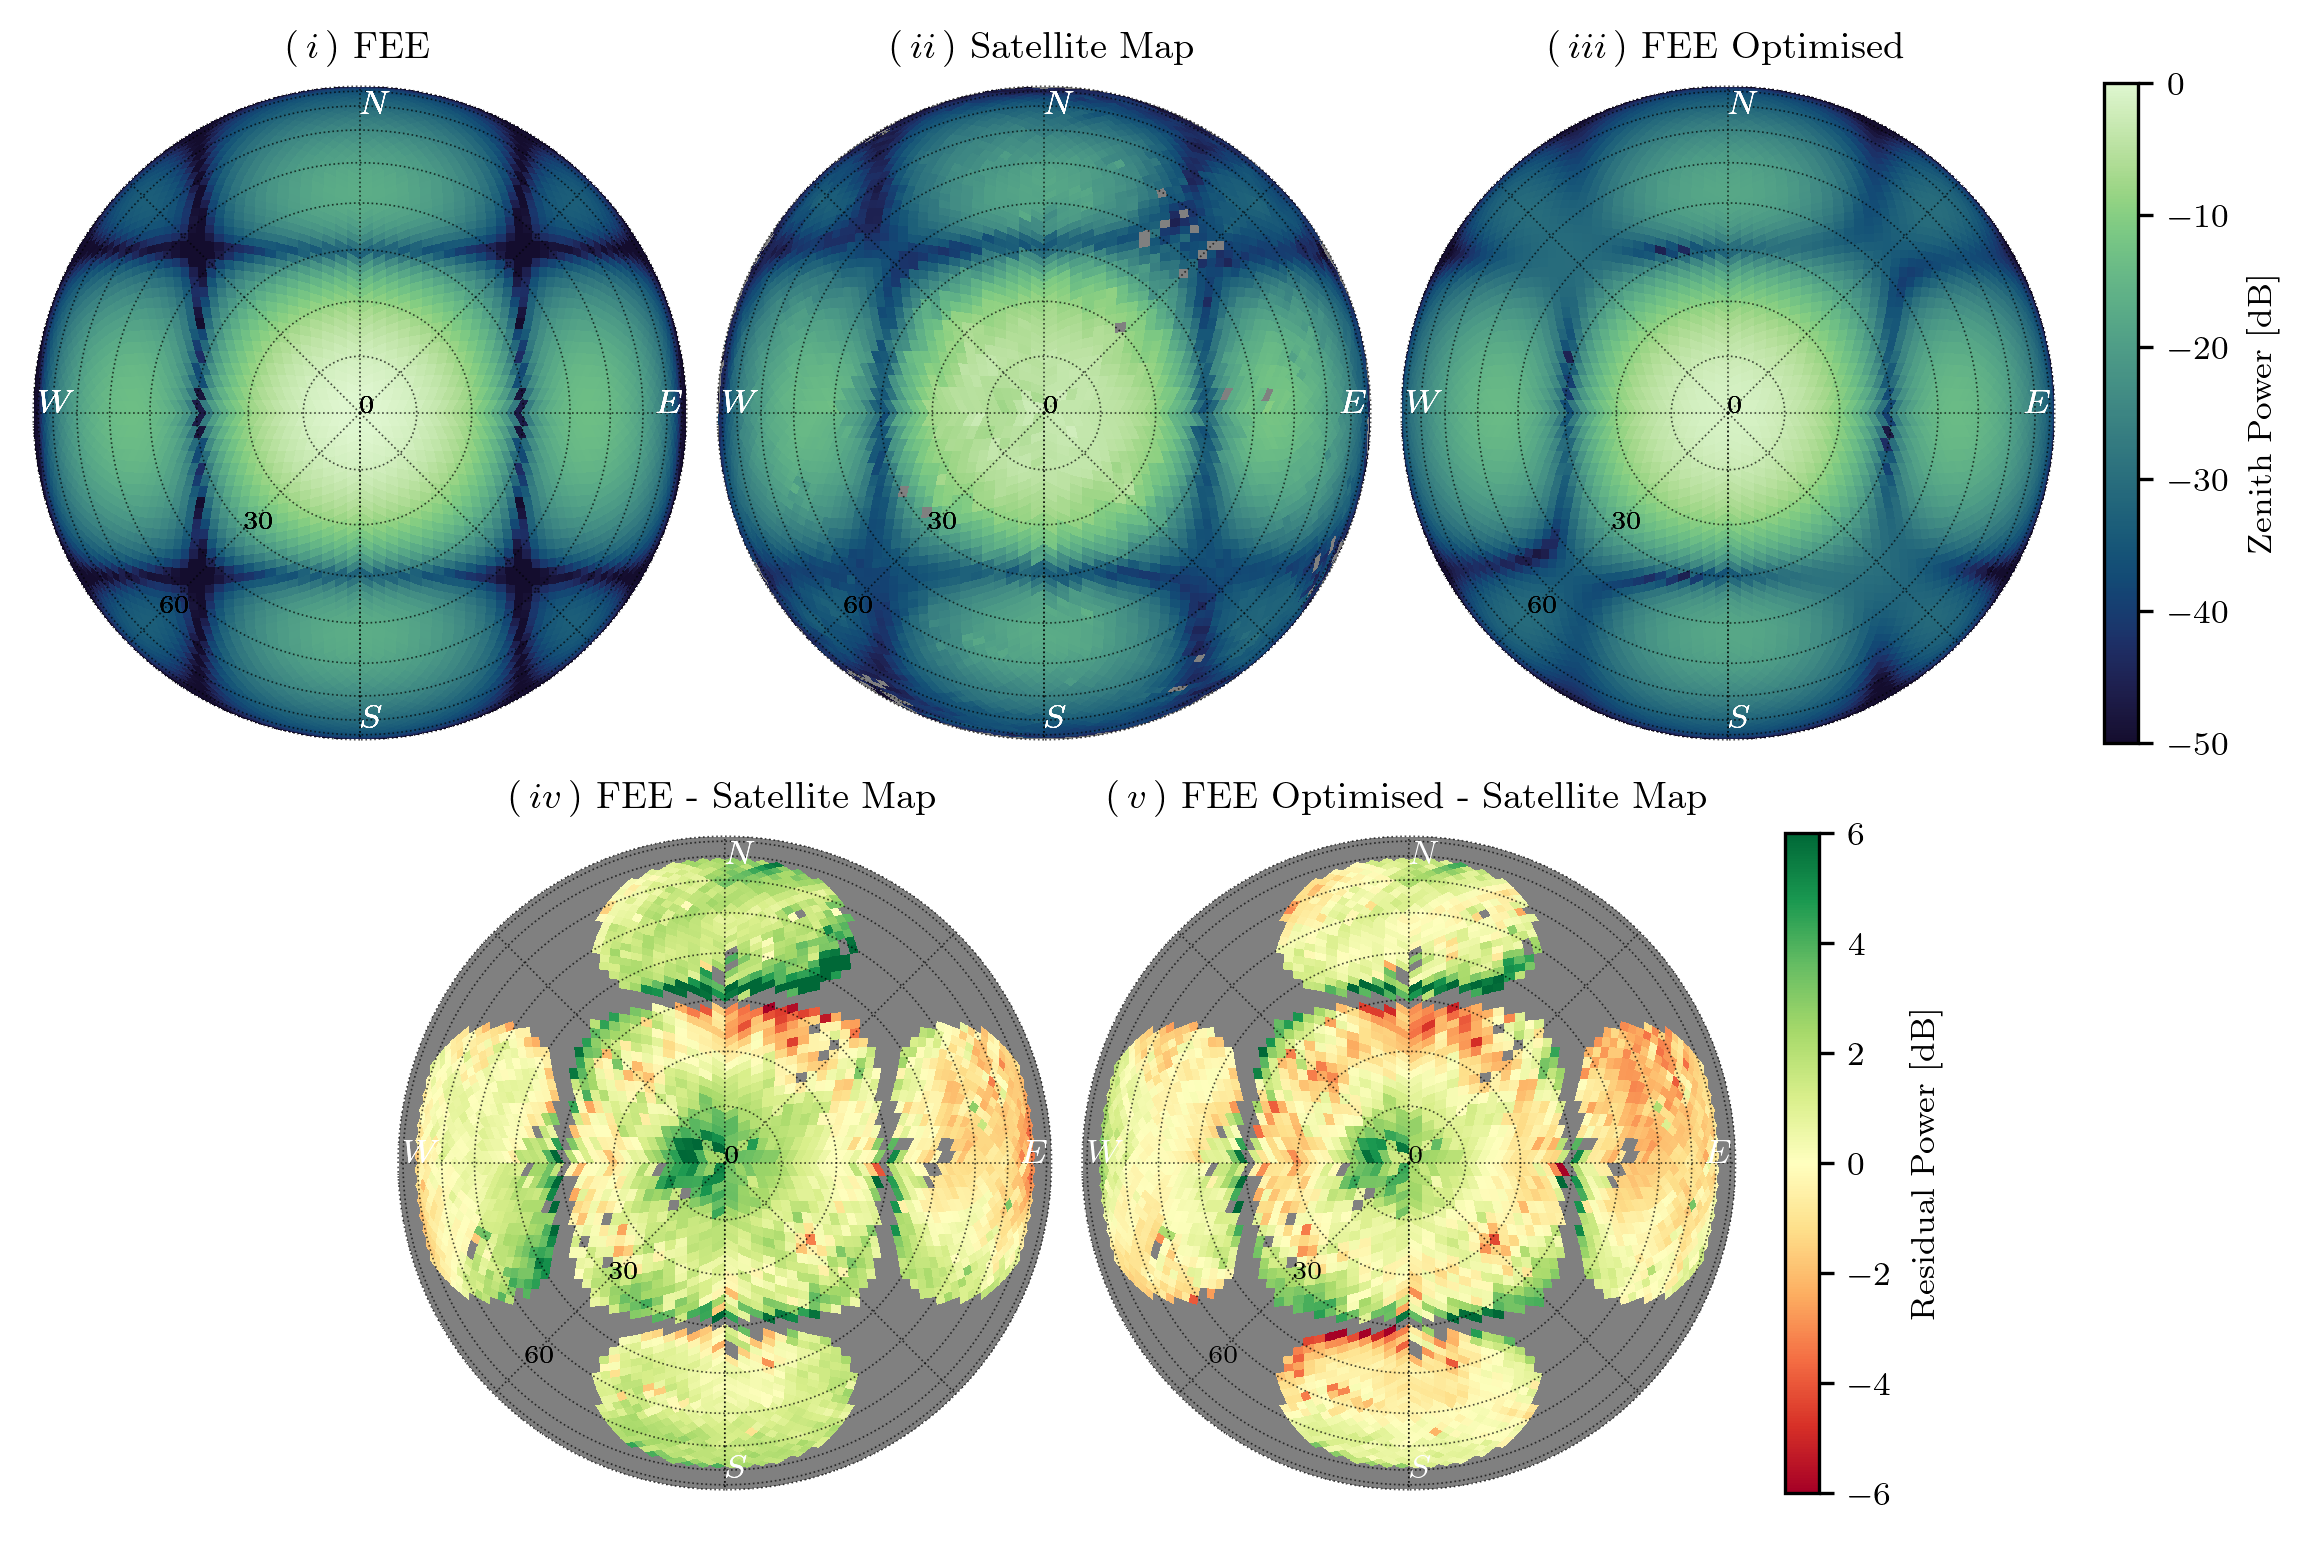 ( i ) FEE
( ii ) Satellite Map
( iii ) FEE Optimised
N
W
E
S
0
30
60
N
W
E
S
0
30
60
N
W
E
S
0
30
60
0
−10
−20
−30
−40
−50
Zenith Power [dB]
( iv ) FEE - Satellite Map
( v ) FEE Optimised - Satellite Map
N
W
E
S
0
30
60
N
W
E
S
0
30
60
6
4
2
0
−2
−4
−6
Residual Power [dB]